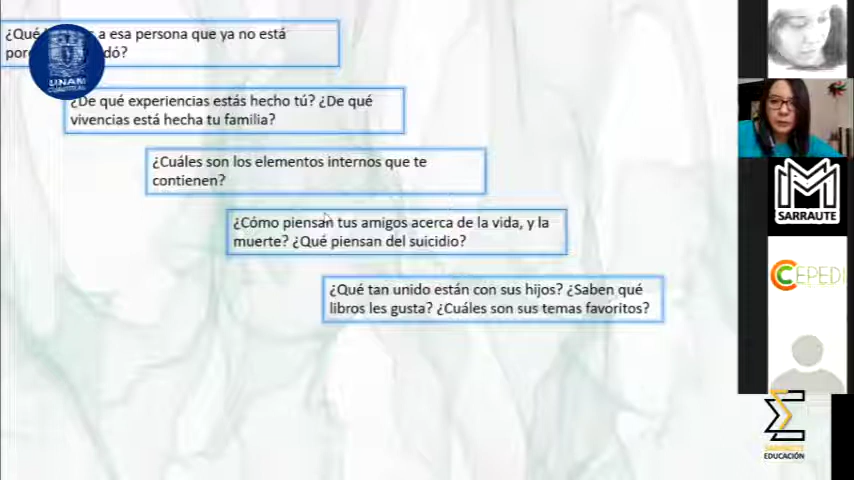 ¿Qué a esa persona que ya no está
UNAM
CUAUTITLÁN
¿De qué experiencias estás hecho tú? ¿De qué
vivencias está hecha tu familia?
¿Cuáles son los elementos internos que te
contienen?
¿Cómo piensan tus amigos acerca de la vida, y la
muerte? ¿Qué piensan del suicidio?
¿Qué tan unido están con sus hijos? ¿Saben qué
libros les gusta? ¿Cuáles son sus temas favoritos?
SARRAUTE
CEPEDI
EDUCACIÓN